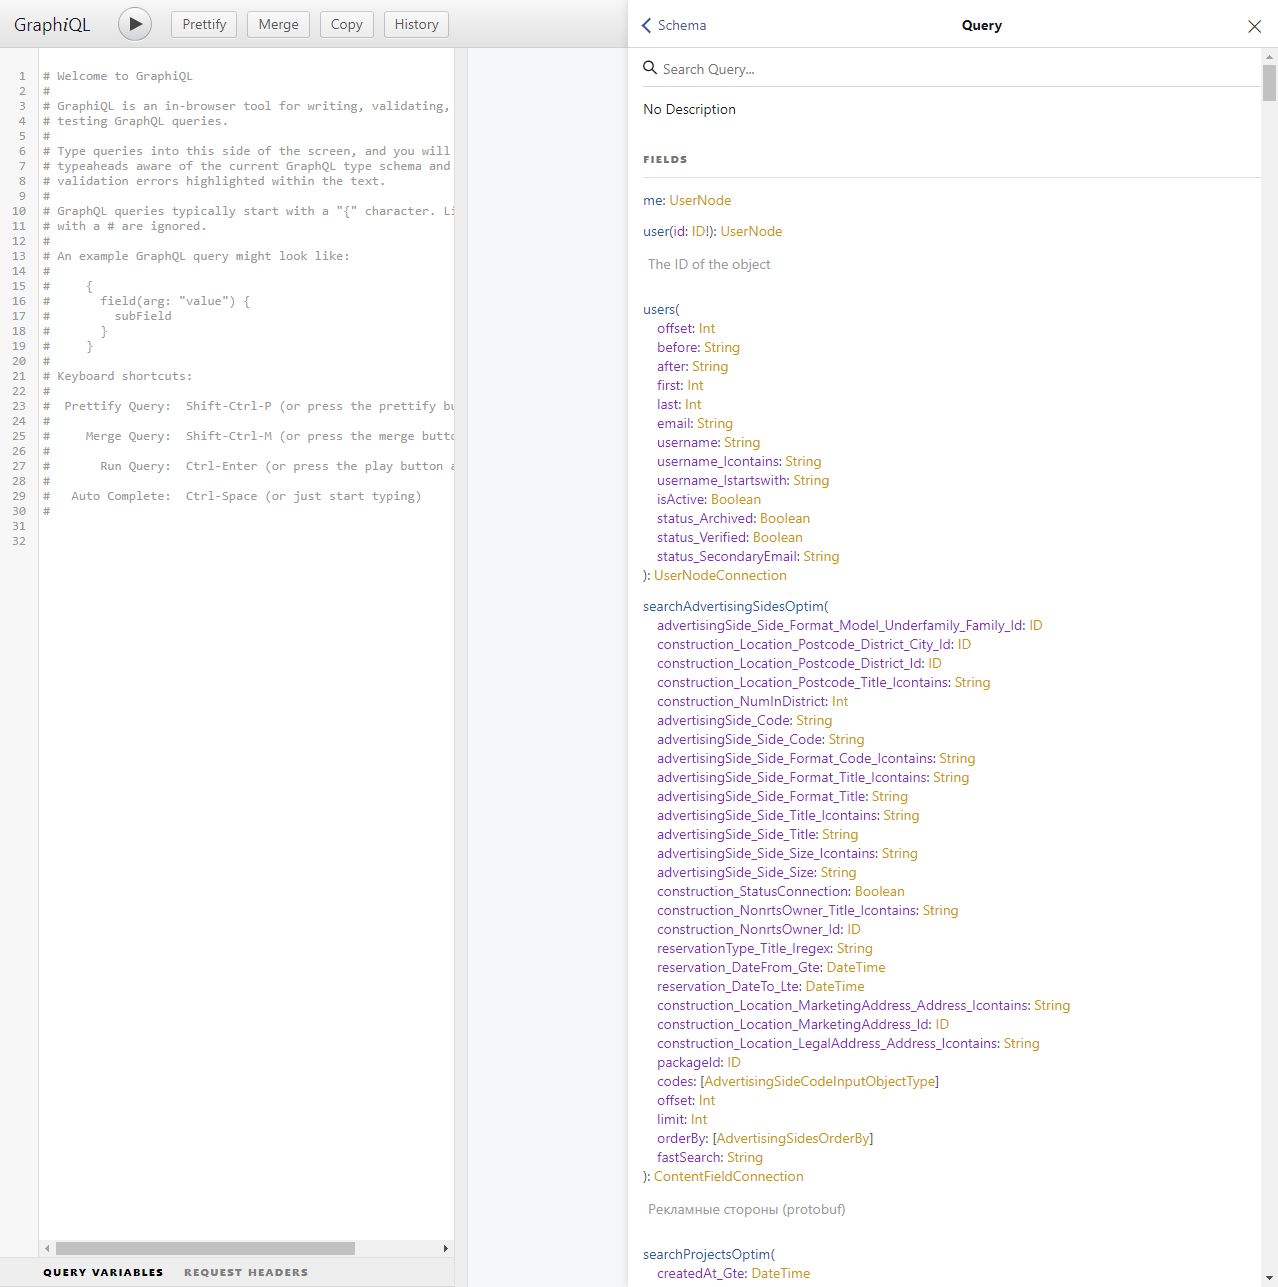 GraphiQL
Prettify
Merge
Copy
History
1 # Welcome to GraphiQL
2 #
3 # GraphiQL is an in-browser tool for writing, validating,
4 # testing GraphQL queries.
5 #
6 # Type queries into this side of the screen, and you will
7 # typeaheads aware of the current GraphQL type schema and
8 # validation errors highlighted within the text.
9 #
10 # GraphQL queries typically start with a "{" character. Li
11 # with a # are ignored.
12 #
13 # An example GraphQL query might look like:
14 #
15 #     {
16 #       field(arg: "value") {
17 #         subField
18 #       }
19 #     }
20 #
21 # Keyboard shortcuts:
22 #
23 #  Prettify Query:  Shift-Ctrl-P (or press the prettify bu
24 #
25 #     Merge Query:  Shift-Ctrl-M (or press the merge butto
26 #
27 #       Run Query:  Ctrl-Enter (or press the play button a
28 #
29 #   Auto Complete:  Ctrl-Space (or just start typing)
30 #
31
32
QUERY VARIABLES
REQUEST HEADERS
Schema
Query
Search Query...
No Description
FIELDS
me: UserNode
user(id: ID!): UserNode
The ID of the object
users(
offset: Int
before: String
after: String
first: Int
last: Int
email: String
username: String
username_Icontains: String
username_Istartswith: String
isActive: Boolean
status_Archived: Boolean
status_Verified: Boolean
status_SecondaryEmail: String
): UserNodeConnection
searchAdvertisingSidesOptim(
advertisingSide_Side_Format_Model_Underfamily_Family_Id: ID
construction_Location_Postcode_District_City_Id: ID
construction_Location_Postcode_District_Id: ID
construction_Location_Postcode_Title_Icontains: String
construction_NumInDistrict: Int
advertisingSide_Code: String
advertisingSide_Side_Code: String
advertisingSide_Side_Format_Code_Icontains: String
advertisingSide_Side_Format_Title_Icontains: String
advertisingSide_Side_Format_Title: String
advertisingSide_Side_Title_Icontains: String
advertisingSide_Side_Title: String
advertisingSide_Side_Size_Icontains: String
advertisingSide_Side_Size: String
construction_StatusConnection: Boolean
construction_NonrtsOwner_Title_Icontains: String
construction_NonrtsOwner_Id: ID
reservationType_Title_Iregex: String
reservation_DateFrom_Gte: DateTime
reservation_DateTo_Lte: DateTime
construction_Location_MarketingAddress_Address_Icontains: String
construction_Location_MarketingAddress_Id: ID
construction_Location_LegalAddress_Address_Icontains: String
packageId: ID
codes: [AdvertisingSideCodeInputObjectType]
offset: Int
limit: Int
orderBy: [AdvertisingSidesOrderBy]
fastSearch: String
): ContentFieldConnection
Рекламные стороны (protobuf)
searchProjectsOptim(
createdAt_Gte: DateTime